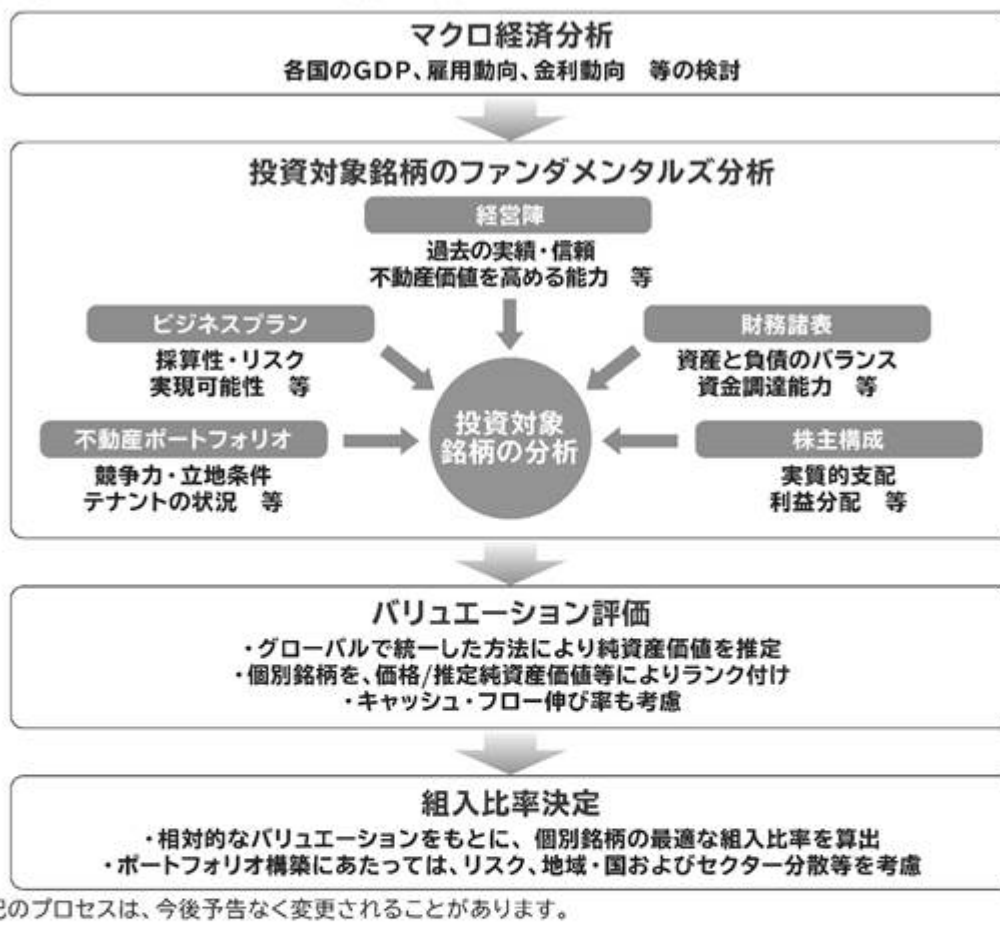 マクロ経済分析
各国のGDP、雇用動向、金利動向　等の検討
投資対象銘柄のファンダメンタルズ分析
経営陣
過去の実績・信頼
不動産価値を高める能力　等
ビジネスプラン
採算性・リスク
実現可能性　等
財務諸表
資産と負債のバランス
資金調達能力　等
不動産ポートフォリオ
競争力・立地条件
テナントの状況　等
投資対象
銘柄の分析
株主構成
実質的支配
利益分配　等
バリュエーション評価
・グローバルで統一した方法により純資産価値を推定
・個別銘柄を、価格/推定純資産価値等によりランク付け
・キャッシュ・フロー伸び率も考慮
組入比率決定
・相対的なバリュエーションをもとに、個別銘柄の最適な組入比率を算出
・ポートフォリオ構築にあたっては、リスク、地域・国およびセクター分散等を考慮
記のプロセスは、今後予告なく変更されることがあります。